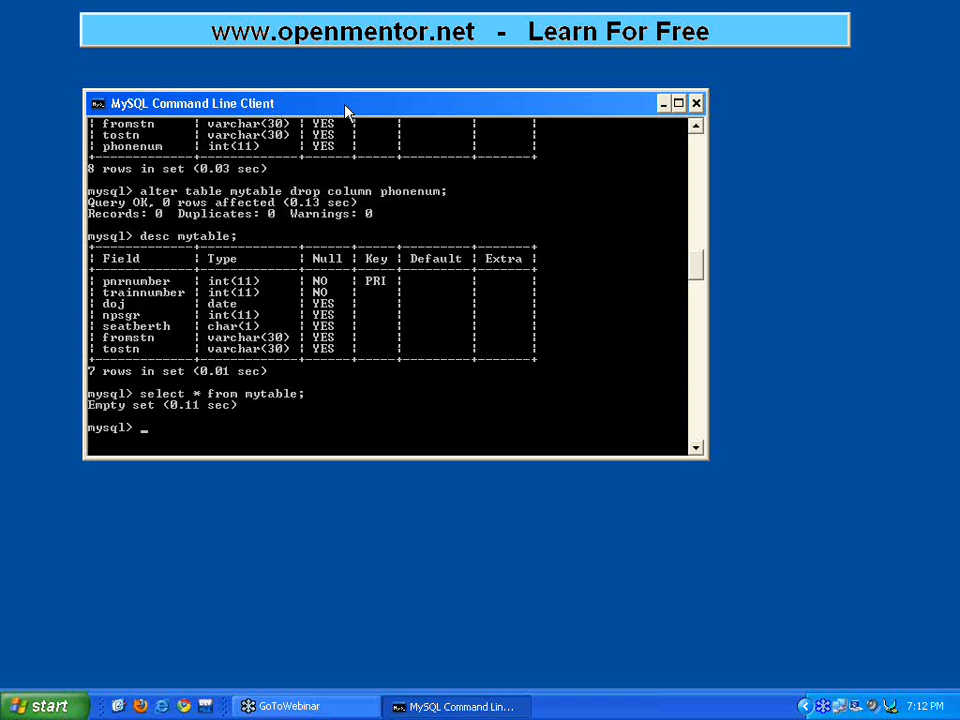 www.openmentor.net - Learn For Free
MySQL Command Line Client
| fromstn | varchar(30) | YES | | | |
| tostn | varchar(30) | YES | | | |
| phonenum | int(11) | YES | | | |
+------------+-------------+------+-----+---------+-------+
8 rows in set (0.03 sec)
mysql> alter table mytable drop column phonenum;
Query OK, 0 rows affected (0.13 sec)
Records: 0 Duplicates: 0 Warnings: 0
mysql> desc mytable;
+-------------+-------------+------+-----+---------+-------+
| Field | Type | Null | Key | Default | Extra |
+-------------+-------------+------+-----+---------+-------+
| pnrnumber | int(11) | NO | PRI | | |
| trainnumber | int(11) | NO | | | |
| doj | date | YES | | | |
| npsgr | int(11) | YES | | | |
| seatberth | char(1) | YES | | | |
| fromstn | varchar(30) | YES | | | |
| tostn | varchar(30) | YES | | | |
+-------------+-------------+------+-----+---------+-------+
7 rows in set (0.01 sec)
mysql> select * from mytable;
Empty set (0.11 sec)
mysql> _
start
GoToWebinar
MySQL Command Lin...
7:12 PM